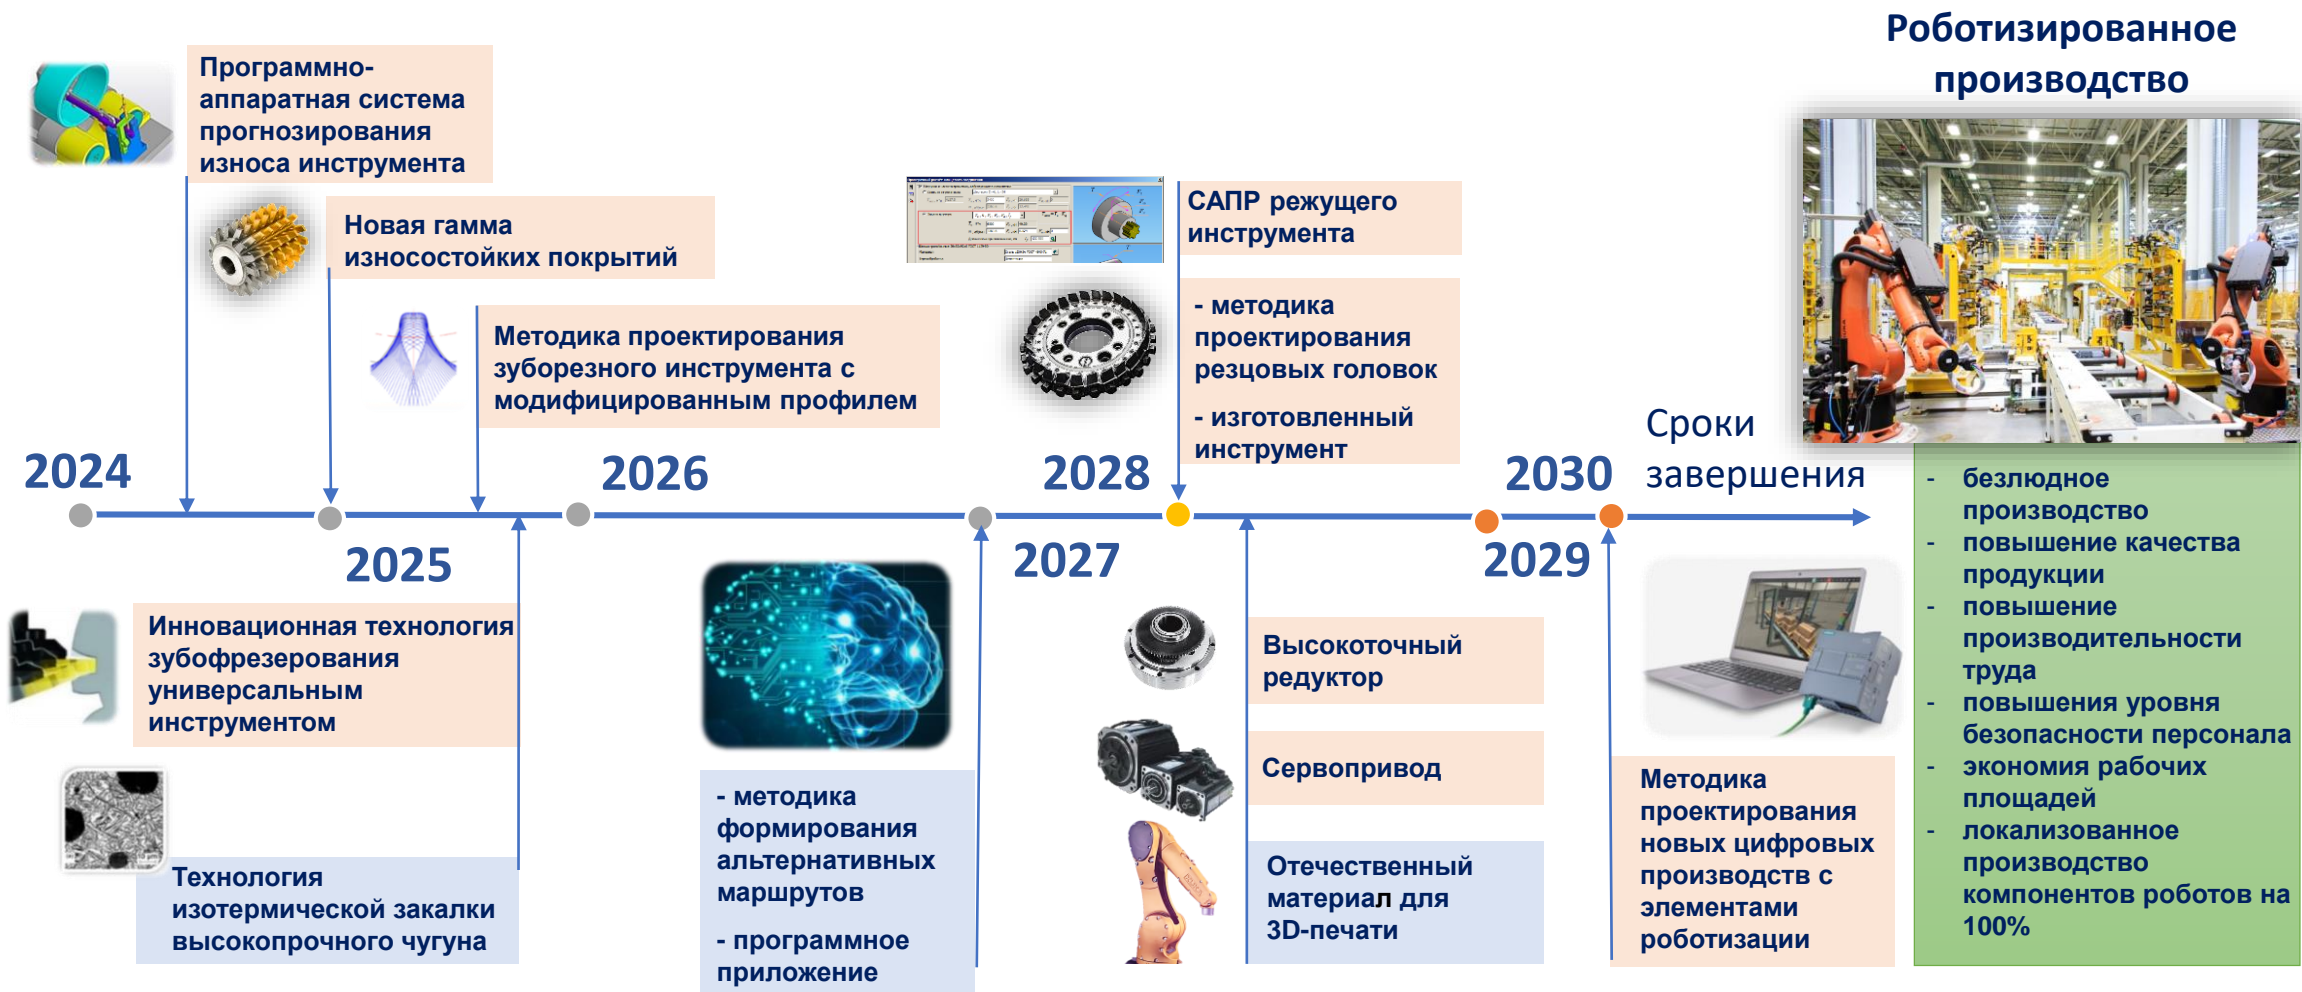 Роботизированное
производство
Программно-
аппаратная система
прогнозирования
износа инструмента
Новая гамма
износостойких покрытий
Методика проектирования
зуборезного инструмента с
модифицированным профилем
САПР режущего
инструмента
- методика
проектирования
резцовых головок
- изготовленный
инструмент
Сроки
завершения
2024
2026
2028
2030
2025
2027
2029
Инновационная технология
зубофрезерования
универсальным
инструментом
Технология
изотермической закалки
высокопрочного чугуна
- методика
формирования
альтернативных
маршрутов
- программное
приложение
Высокоточный
редуктор
Сервопривод
Отечественный
материал для
3D-печати
Методика
проектирования
новых цифровых
производств с
элементами
роботизации
- безлюдное
производство
- повышение качества
продукции
- повышение
производительности
труда
- повышения уровня
безопасности персонала
- экономия рабочих
площадей
- локализованное
производство
компонентов роботов на
100%